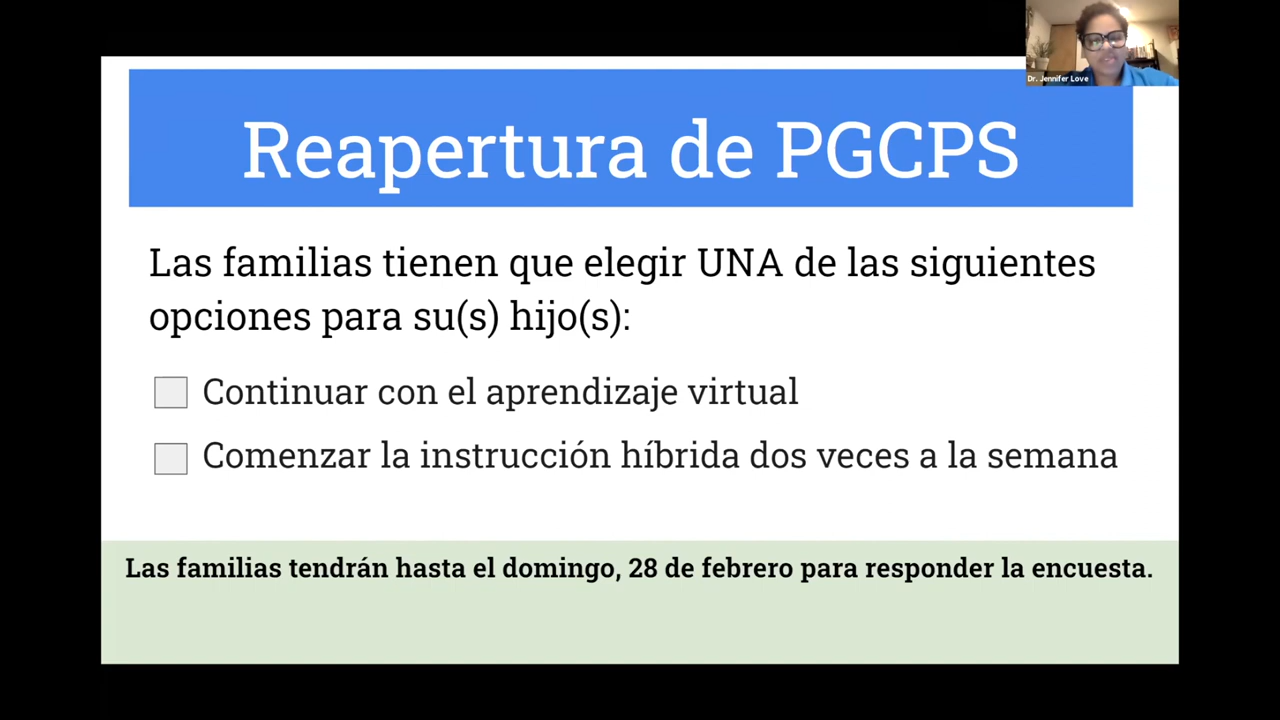 Dr. Jennifer Love
Reapertura de PGCPS
Las familias tienen que elegir UNA de las siguientes
opciones para su(s) hijo(s):
Continuar con el aprendizaje virtual
Comenzar la instrucción híbrida dos veces a la semana
Las familias tendrán hasta el domingo, 28 de febrero para responder la encuesta.